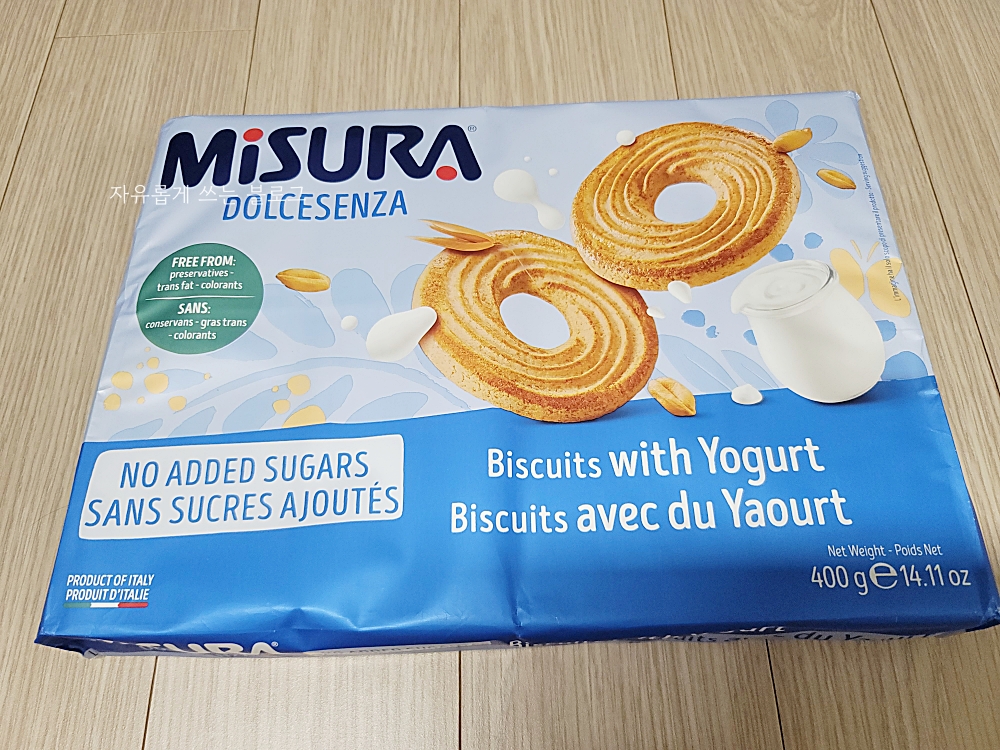 MiSURA®
자유롭게 쓰는 블로그
DOLCESENZA
FREE FROM:
preservatives -
trans fat - colorants
SANS:
conservans - gras trans
- colorants
NO ADDED SUGARS
SANS SUCRES AJOUTÉS
Biscuits with Yogurt
Biscuits avec du Yaourt
Net Weight - Poids Net
400 g ℮ 14.11 oz
PRODUCT OF ITALY
PRODUIT D'ITALIE